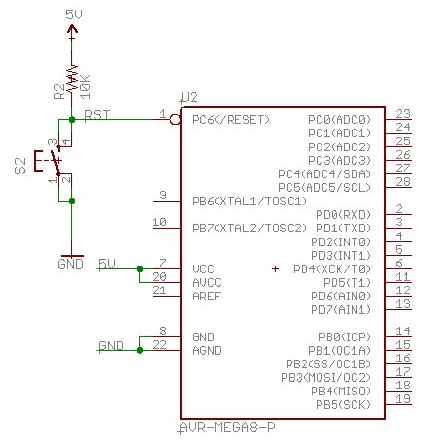 5V
R2
10K
RST
S2
3
4
1
2
GND
U2
1 PC6(/RESET)
9 PB6(XTAL1/TOSC1)
10 PB7(XTAL2/TOSC2)
5V 7 VCC
20 AVCC
21 AREF
GND 8 GND
22 AGND
PC0(ADC0) 23
PC1(ADC1) 24
PC2(ADC2) 25
PC3(ADC3) 26
PC4(ADC4/SDA) 27
PC5(ADC5/SCL) 28
PD0(RXD) 2
PD1(TXD) 3
PD2(INT0) 4
PD3(INT1) 5
PD4(XCK/T0) 6
PD5(T1) 11
PD6(AIN0) 12
PD7(AIN1) 13
PB0(ICP) 14
PB1(OC1A) 15
PB2(SS/OC1B) 16
PB3(MOSI/OC2) 17
PB4(MISO) 18
PB5(SCK) 19
AVR-MEGA8-P